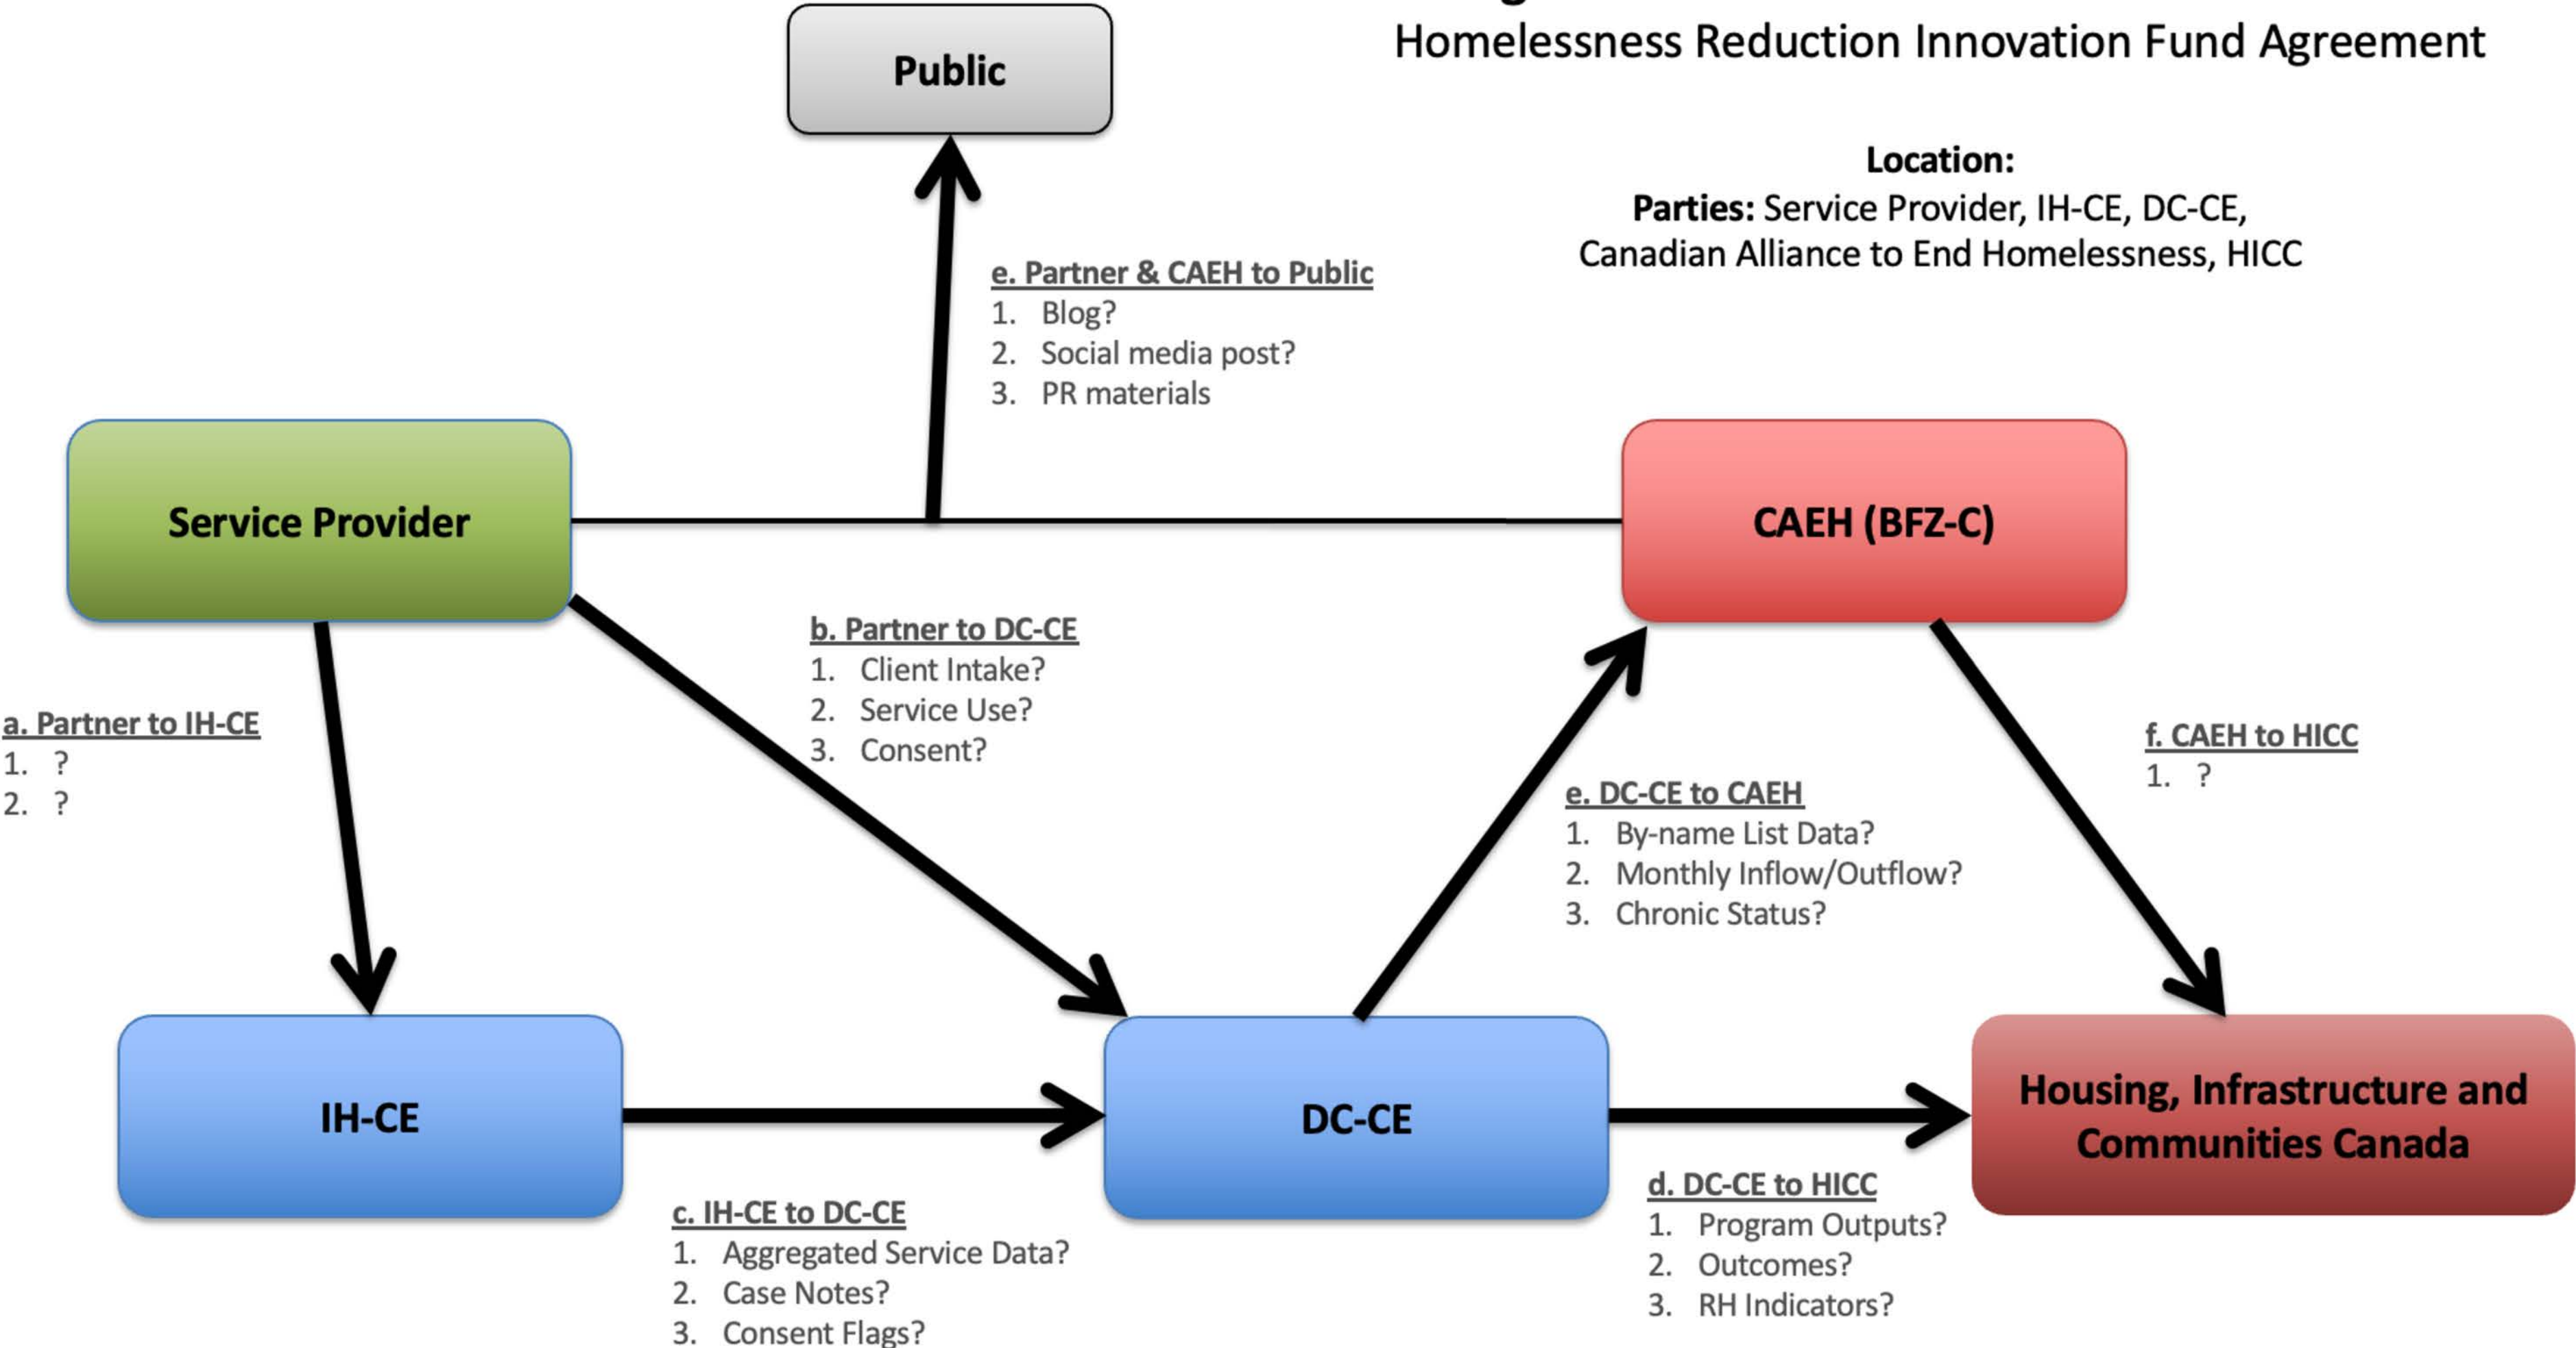 Homelessness Reduction Innovation Fund Agreement
Public
Location:
Parties: Service Provider, IH-CE, DC-CE,
Canadian Alliance to End Homelessness, HICC
e. Partner & CAEH to Public
1. Blog?
2. Social media post?
3. PR materials
Service Provider
CAEH (BFZ-C)
b. Partner to DC-CE
1. Client Intake?
2. Service Use?
3. Consent?
a. Partner to IH-CE
1. ?
2. ?
f. CAEH to HICC
1. ?
e. DC-CE to CAEH
1. By-name List Data?
2. Monthly Inflow/Outflow?
3. Chronic Status?
IH-CE
DC-CE
Housing, Infrastructure and
Communities Canada
c. IH-CE to DC-CE
1. Aggregated Service Data?
2. Case Notes?
3. Consent Flags?
d. DC-CE to HICC
1. Program Outputs?
2. Outcomes?
3. RH Indicators?